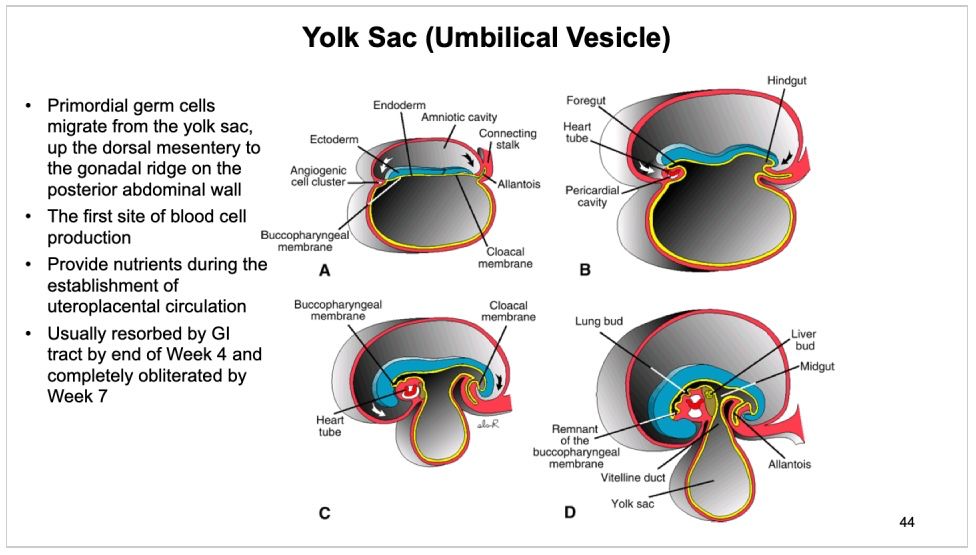 Yolk Sac (Umbilical Vesicle)
• Primordial germ cells
migrate from the yolk sac,
up the dorsal mesentery to
the gonadal ridge on the
posterior abdominal wall
• The first site of blood cell
production
• Provide nutrients during the
establishment of
uteroplacental circulation
• Usually resorbed by GI
tract by end of Week 4 and
completely obliterated by
Week 7
Endoderm
Amniotic cavity
Ectoderm
Connecting
stalk
Angiogenic
cell cluster
Allantois
Buccopharyngeal
membrane
Cloacal
membrane
A
Hindgut
Foregut
Heart
tube
Pericardial
cavity
B
Buccopharyngeal
membrane
Cloacal
membrane
Heart
tube
C
Lung bud
Liver
bud
Midgut
Remnant
of the
buccopharyngeal
membrane
Allantois
Vitelline duct
Yolk sac
D
44